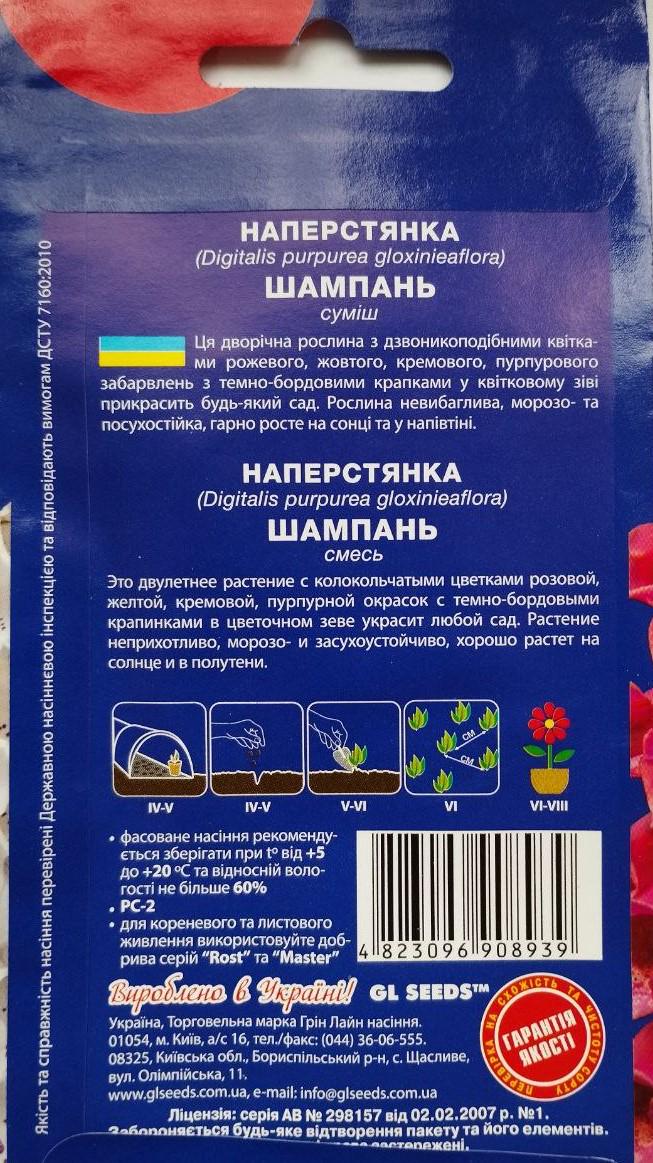 НАПЕРСТЯНКА
(Digitalis purpurea gloxinieaflora)
ШАМПАНЬ
суміш
Ця дворічна рослина з дзвоникоподібними квітка-
ми рожевого, жовтого, кремового, пурпурового
забарвлень з темно-бордовими крапками у квітковому зіві
прикрасить будь-який сад. Рослина невибаглива, морозо- та
посухостійка, гарно росте на сонці та у напівтіні.
НАПЕРСТЯНКА
(Digitalis purpurea gloxinieaflora)
ШАМПАНЬ
смесь
Это двулетнее растение с колокольчатыми цветками розовой,
желтой, кремовой, пурпурной окрасок с темно-бордовыми
крапинками в цветочном зеве украсит любой сад. Растение
неприхотливо, морозо- и засухоустойчиво, хорошо растет на
солнце и в полутени.
см
см
IV-V IV-V V-VI VI VI-VIII
• фасоване насіння рекоменду-
ється зберігати при t° від +5
до +20 °С та відносній воло-
гості не більше 60%
• РС-2
• для кореневого та листового
живлення використовуйте доб-
рива серій "Rost" та "Master"
4 823096 908939
Вироблено в Україні! GL SEEDS™
Україна, Торговельна марка Грін Лайн насіння.
01054, м. Київ, а/с 16, тел./факс: (044) 36-06-555.
08325, Київська обл., Бориспільський р-н, с. Щасливе,
вул. Олімпійська, 11.
www.glseeds.com.ua, e-mail: info@glseeds.com.ua
ПЕРЕВІРКА НА СХОЖІСТЬ ТА ЧИСТОТУ СОРТУ
ГАРАНТІЯ
ЯКОСТІ
Ліцензія: серія АВ № 298157 від 02.02.2007 р. №1.
Забороняється будь-яке відтворення пакету та його елементів.
застережені.
Якість та справжність насіння перевірені Державною насіннєвою інспекцією та відповідають вимогам ДСТУ 7160:2010